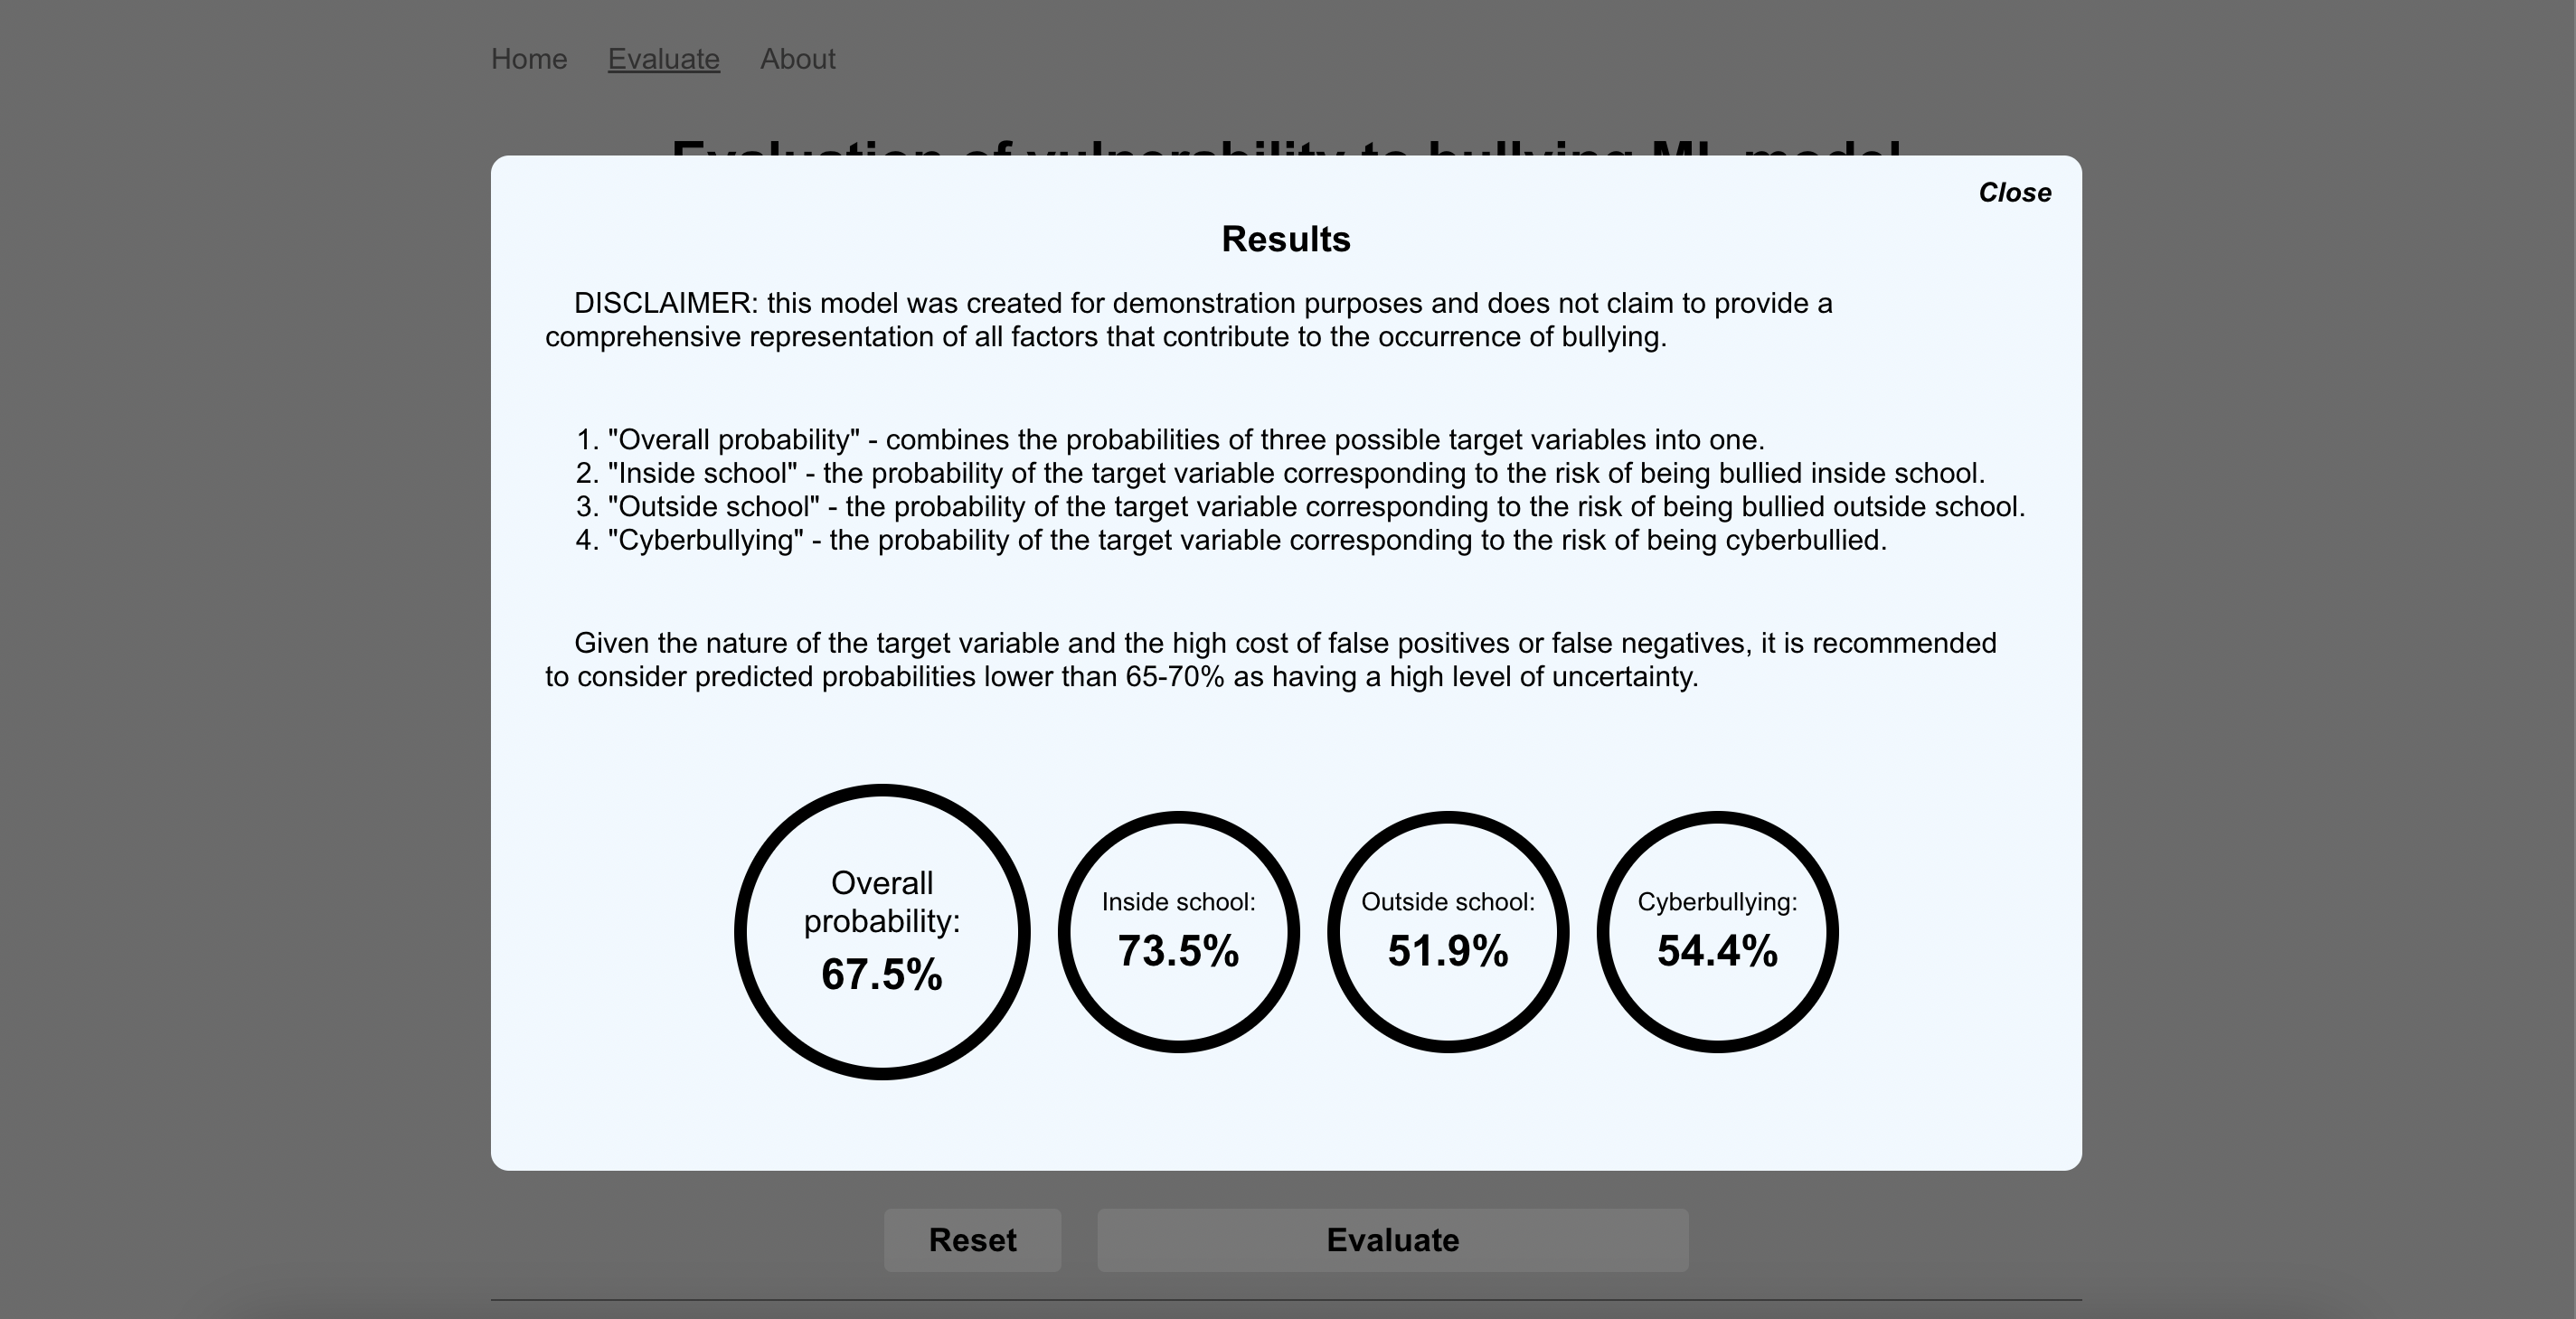 Home Evaluate About
Evaluation of vulnerability to bullying ML model
Close
Results
DISCLAIMER: this model was created for demonstration purposes and does not claim to provide a
comprehensive representation of all factors that contribute to the occurrence of bullying.
1. "Overall probability" - combines the probabilities of three possible target variables into one.
2. "Inside school" - the probability of the target variable corresponding to the risk of being bullied inside school.
3. "Outside school" - the probability of the target variable corresponding to the risk of being bullied outside school.
4. "Cyberbullying" - the probability of the target variable corresponding to the risk of being cyberbullied.
Given the nature of the target variable and the high cost of false positives or false negatives, it is recommended
to consider predicted probabilities lower than 65-70% as having a high level of uncertainty.
Overall
probability:
67.5%
Inside school:
73.5%
Outside school:
51.9%
Cyberbullying:
54.4%
Reset
Evaluate